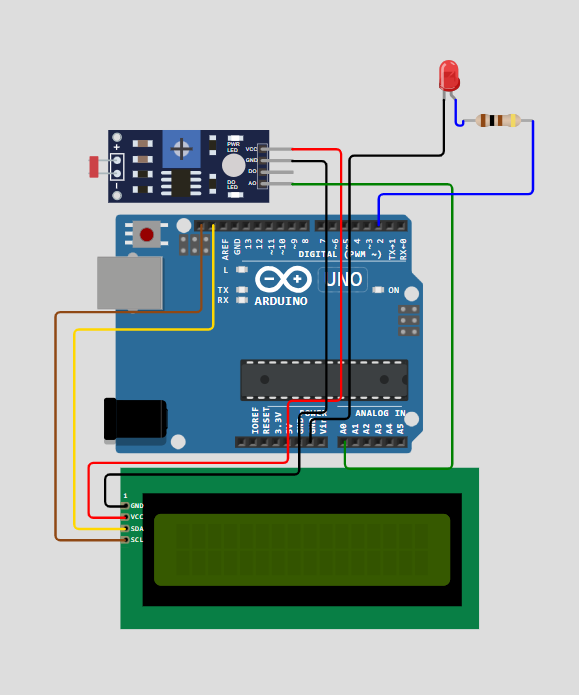 PWR
LED
VCC
GND
DO
AO
DO
LED
+
−
AREF
GND
13
12
~11
~10
~9
8
7
~6
~5
4
~3
2
TX→1
RX←0
DIGITAL (PWM ~)
L
TX
RX
UNO
ON
ARDUINO
IOREF
RESET
3.3V
5V
GND
GND
VIN
POWER
ANALOG IN
A0
A1
A2
A3
A4
A5
1
GND
VCC
SDA
SCL